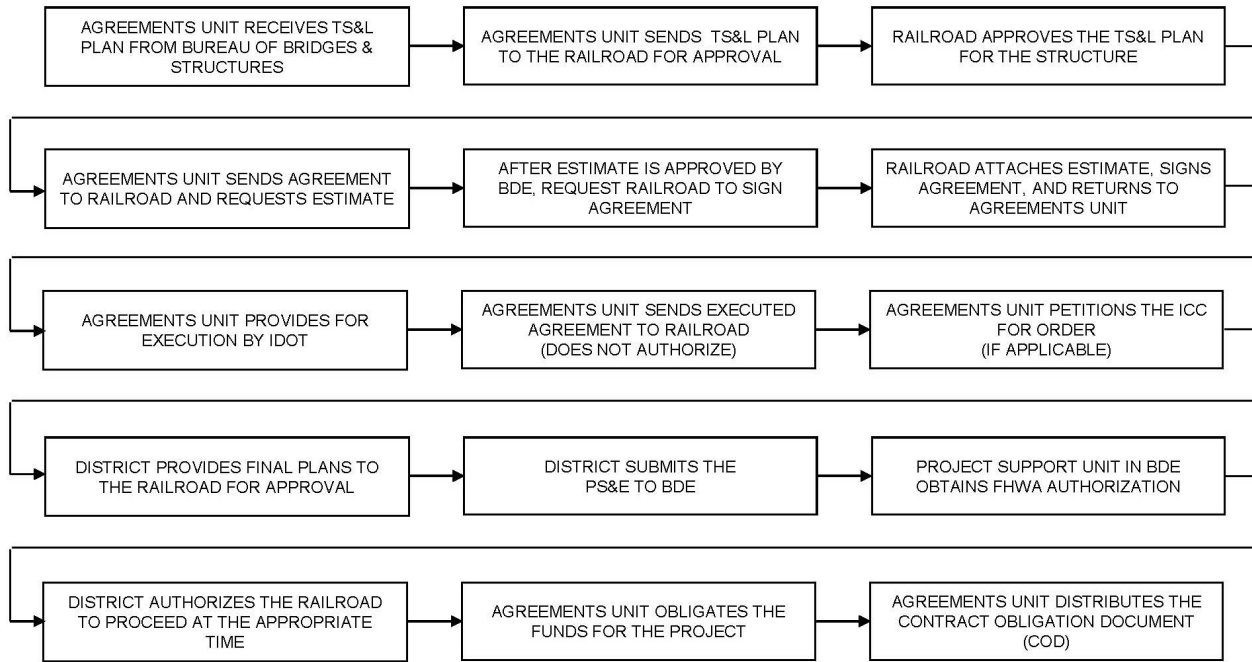 AGREEMENTS UNIT RECEIVES TS&L
PLAN FROM BUREAU OF BRIDGES &
STRUCTURES
AGREEMENTS UNIT SENDS TS&L PLAN
TO THE RAILROAD FOR APPROVAL
RAILROAD APPROVES THE TS&L PLAN
FOR THE STRUCTURE
AGREEMENTS UNIT SENDS AGREEMENT
TO RAILROAD AND REQUESTS ESTIMATE
AFTER ESTIMATE IS APPROVED BY
BDE, REQUEST RAILROAD TO SIGN
AGREEMENT
RAILROAD ATTACHES ESTIMATE, SIGNS
AGREEMENT, AND RETURNS TO
AGREEMENTS UNIT
AGREEMENTS UNIT PROVIDES FOR
EXECUTION BY IDOT
AGREEMENTS UNIT SENDS EXECUTED
AGREEMENT TO RAILROAD
(DOES NOT AUTHORIZE)
AGREEMENTS UNIT PETITIONS THE ICC
FOR ORDER
(IF APPLICABLE)
DISTRICT PROVIDES FINAL PLANS TO
THE RAILROAD FOR APPROVAL
DISTRICT SUBMITS THE
PS&E TO BDE
PROJECT SUPPORT UNIT IN BDE
OBTAINS FHWA AUTHORIZATION
DISTRICT AUTHORIZES THE RAILROAD
TO PROCEED AT THE APPROPRIATE
TIME
AGREEMENTS UNIT OBLIGATES THE
FUNDS FOR THE PROJECT
AGREEMENTS UNIT DISTRIBUTES THE
CONTRACT OBLIGATION DOCUMENT
(COD)